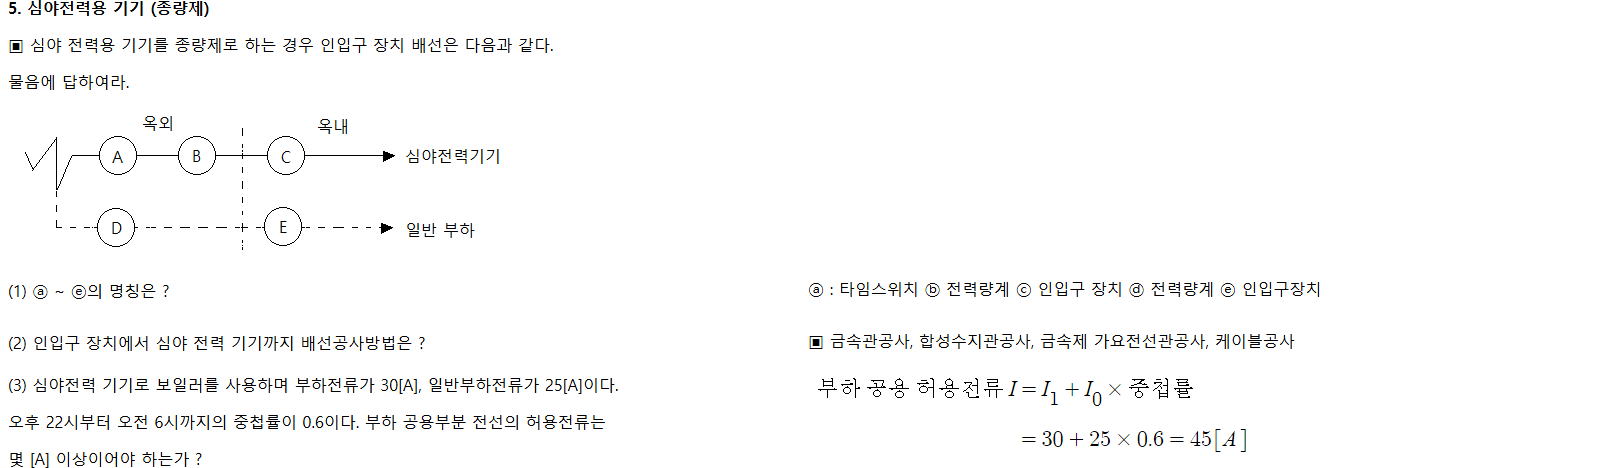 5. 심야전력용 기기 (종량제)
▣ 심야 전력용 기기를 종량제로 하는 경우 인입구 장치 배선은 다음과 같다.
물음에 답하여라.
옥외
옥내
A
B
C
심야전력기기
D
E
일반 부하
(1) ⓐ ~ ⓔ의 명칭은 ?
ⓐ : 타임스위치 ⓑ 전력량계 ⓒ 인입구 장치 ⓓ 전력량계 ⓔ 인입구장치
(2) 인입구 장치에서 심야 전력 기기까지 배선공사방법은 ?
▣ 금속관공사, 합성수지관공사, 금속제 가요전선관공사, 케이블공사
(3) 심야전력 기기로 보일러를 사용하며 부하전류가 30[A], 일반부하전류가 25[A]이다.
오후 22시부터 오전 6시까지의 중첩률이 0.6이다. 부하 공용부분 전선의 허용전류는
몇 [A] 이상이어야 하는가 ?
부하 공용 허용전류 I = I₁ + I₀ × 중첩률
= 30 + 25 × 0.6 = 45[A]